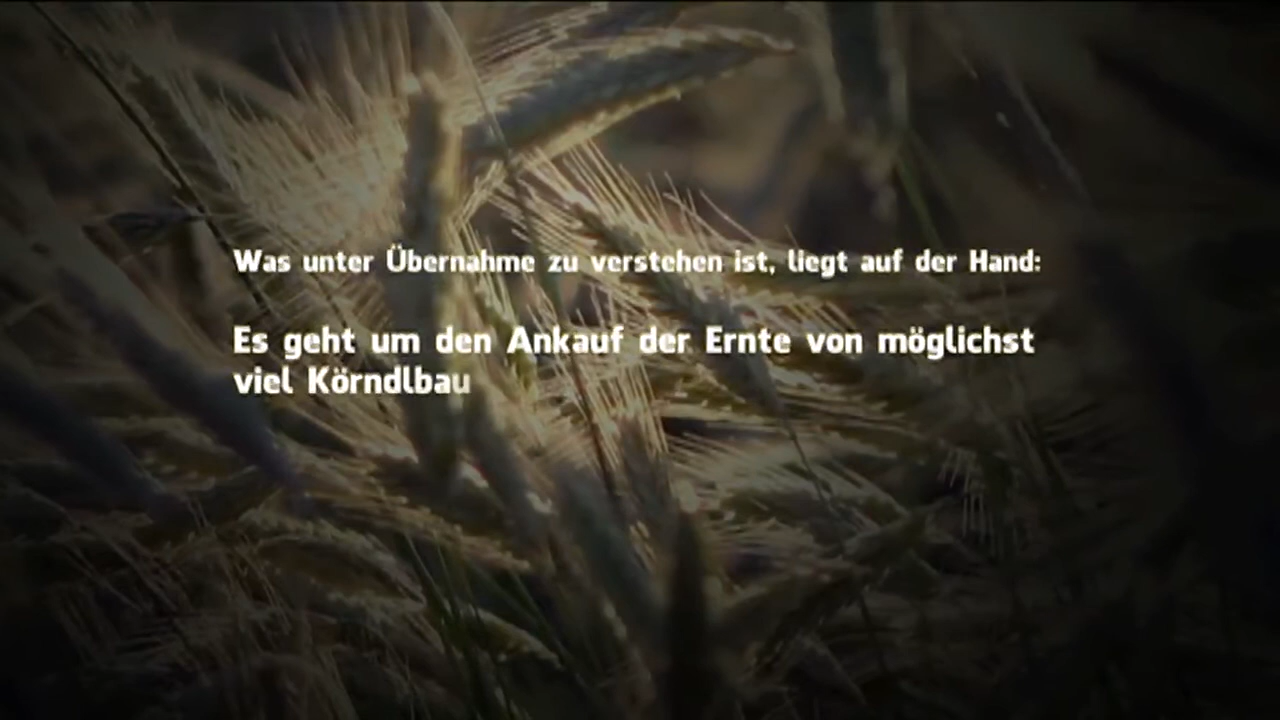 Was unter Übernahme zu verstehen ist, liegt auf der Hand:
Es geht um den Ankauf der Ernte von möglichst
viel Körndlbau